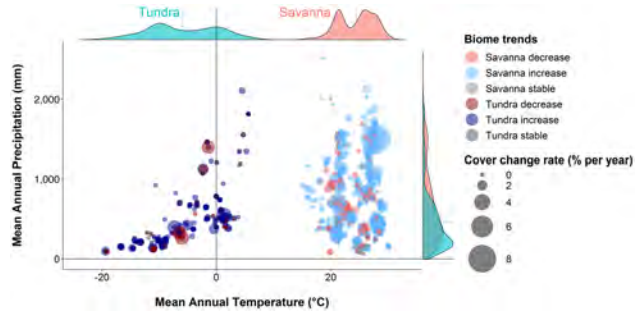 Tundra
Savanna
Mean Annual Precipitation (mm)
2,000
1,000
0
-20
0
20
Mean Annual Temperature (°C)
Biome trends
Savanna decrease
Savanna increase
Savanna stable
Tundra decrease
Tundra increase
Tundra stable
Cover change rate (% per year)
0
2
4
6
8